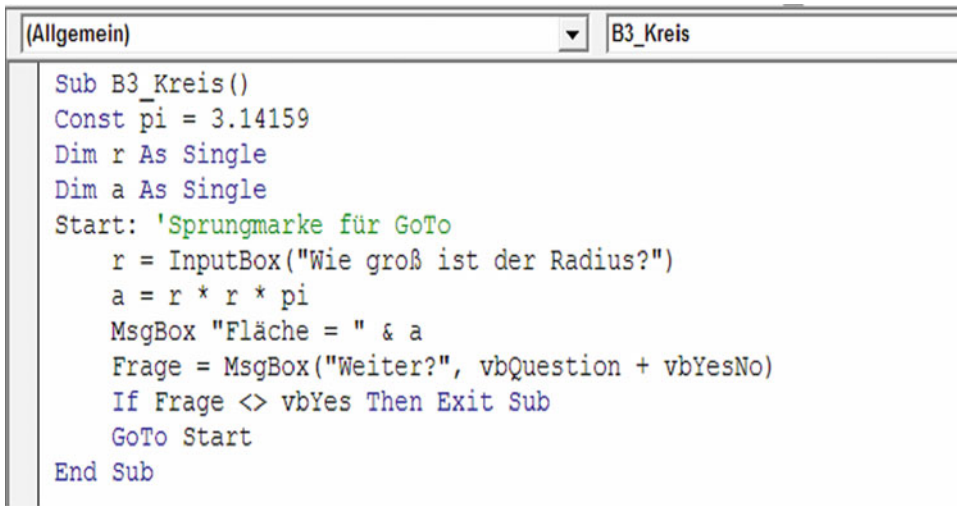 (Allgemein) B3_Kreis
Sub B3_Kreis()
Const pi = 3.14159
Dim r As Single
Dim a As Single
Start: 'Sprungmarke für GoTo
    r = InputBox("Wie groß ist der Radius?")
    a = r * r * pi
    MsgBox "Fläche = " & a
    Frage = MsgBox("Weiter?", vbQuestion + vbYesNo)
    If Frage <> vbYes Then Exit Sub
    GoTo Start
End Sub